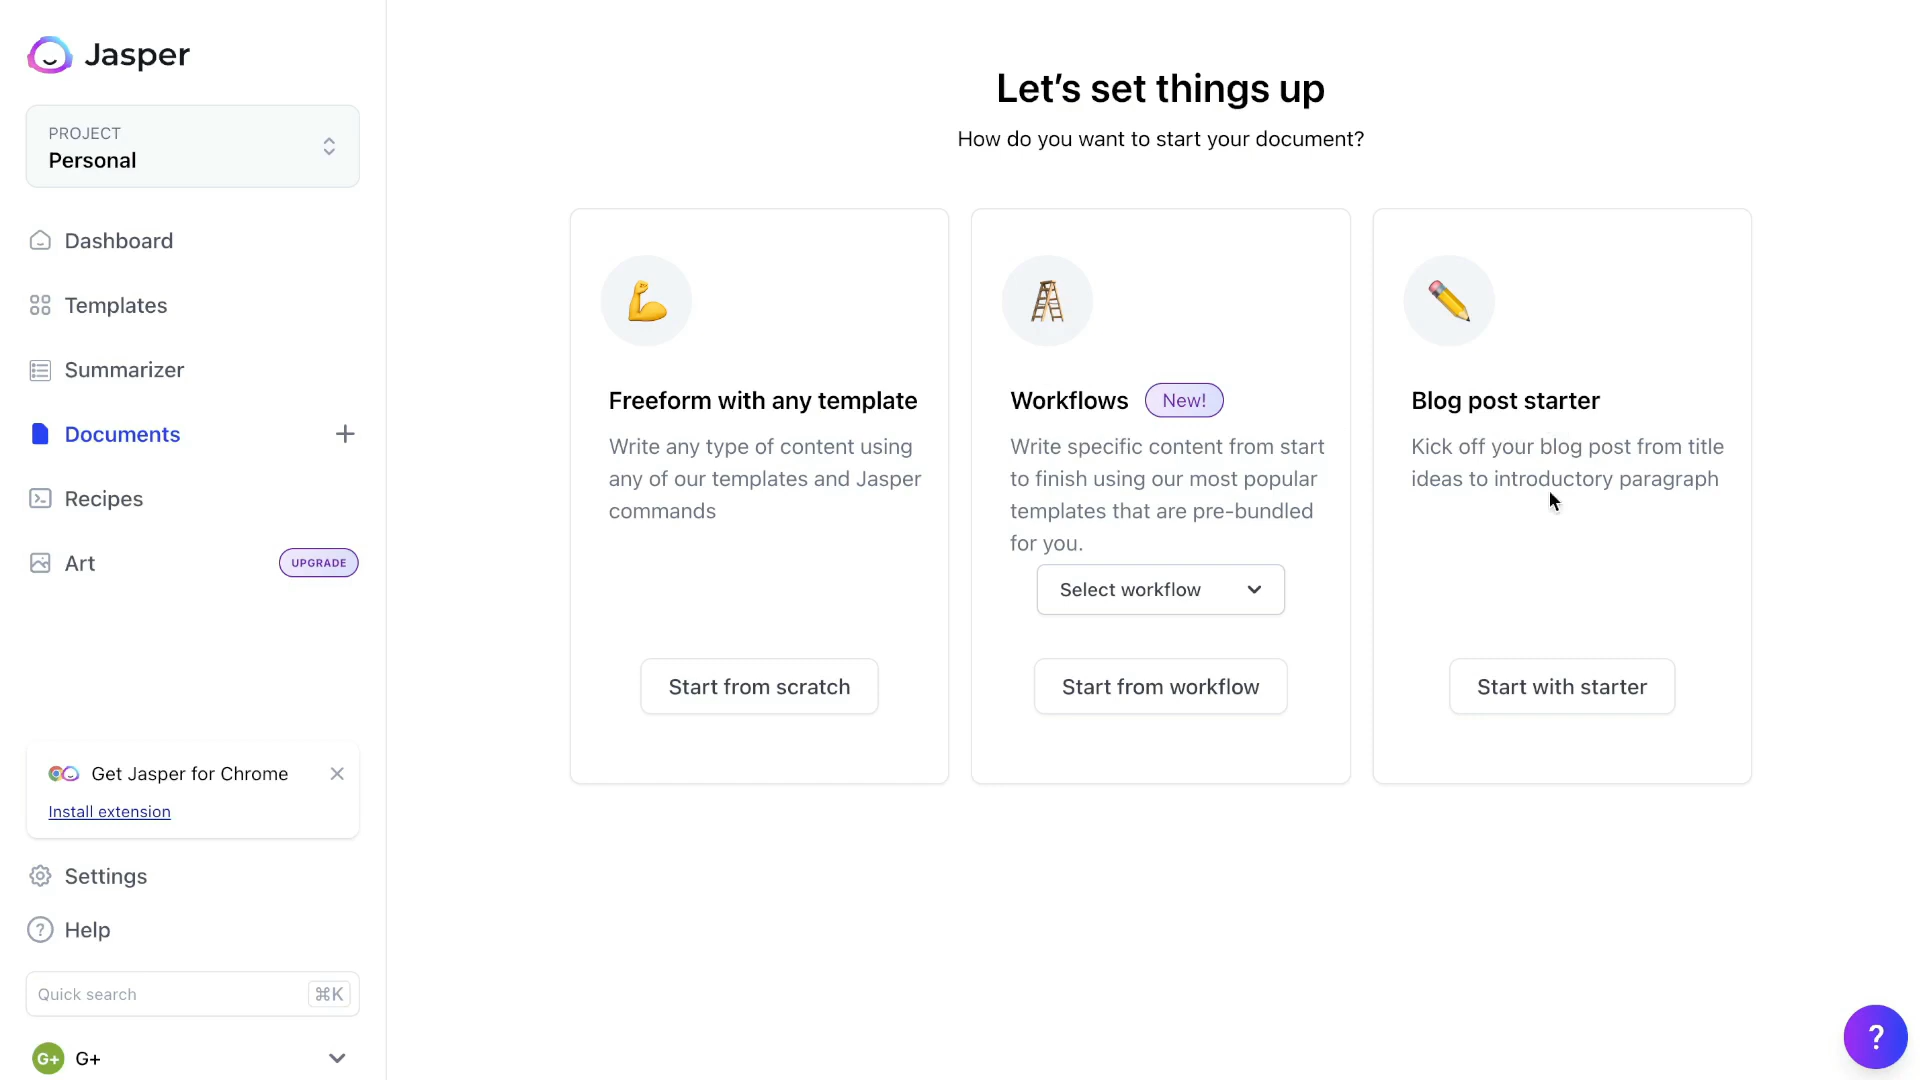 Jasper
PROJECT
Personal
Dashboard
Templates
Summarizer
Documents
Recipes
Art
UPGRADE
Get Jasper for Chrome
Install extension
Settings
Help
Quick search
⌘K
G+
G+
Let’s set things up
How do you want to start your document?
Freeform with any template
Write any type of content using
any of our templates and Jasper
commands
Start from scratch
Workflows
New!
Write specific content from start
to finish using our most popular
templates that are pre-bundled
for you.
Select workflow
Start from workflow
Blog post starter
Kick off your blog post from title
ideas to introductory paragraph
Start with starter
?